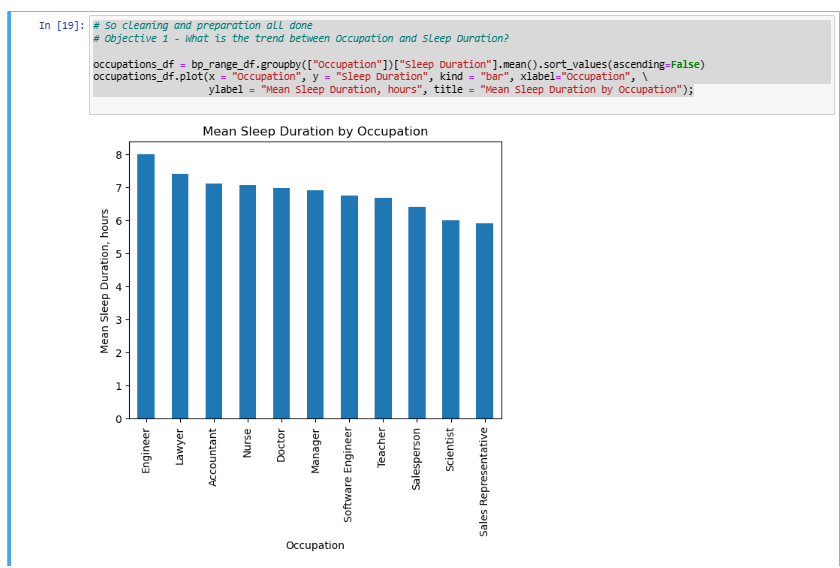 In [19]: # So cleaning and preparation all done
# Objective 1 - What is the trend between Occupation and Sleep Duration?
occupations_df = bp_range_df.groupby(["Occupation"])["Sleep Duration"].mean().sort_values(ascending=False)
occupations_df.plot(x = "Occupation", y = "Sleep Duration", kind = "bar", xlabel="Occupation", \
ylabel = "Mean Sleep Duration, hours", title = "Mean Sleep Duration by Occupation");
Mean Sleep Duration by Occupation
Mean Sleep Duration, hours
8
7
6
5
4
3
2
1
0
Engineer
Lawyer
Accountant
Nurse
Doctor
Manager
Software Engineer
Teacher
Salesperson
Scientist
Sales Representative
Occupation